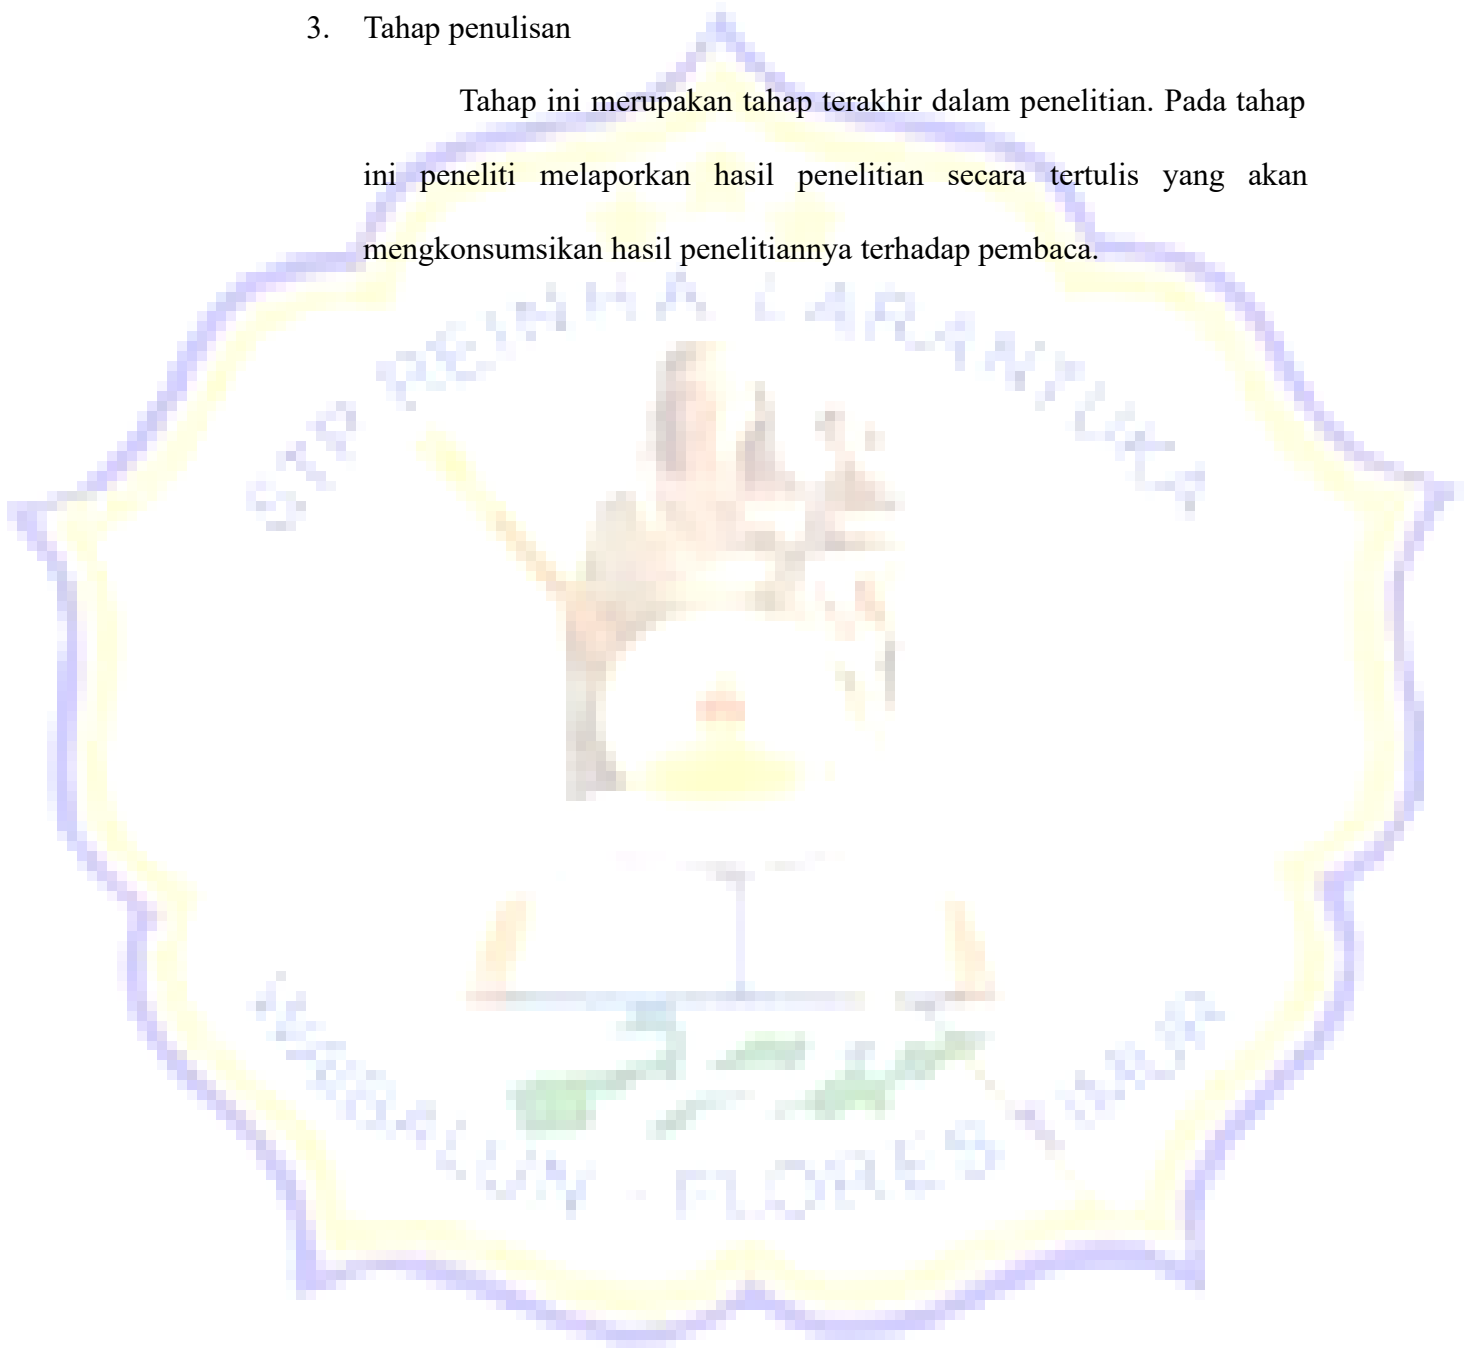 3. Tahap penulisan
Tahap ini merupakan tahap terakhir dalam penelitian. Pada tahap
ini peneliti melaporkan hasil penelitian secara tertulis yang akan
mengkonsumsikan hasil penelitiannya terhadap pembaca.
STP REINHA LARANTUKA
WAIBALUN - FLORES TIMUR